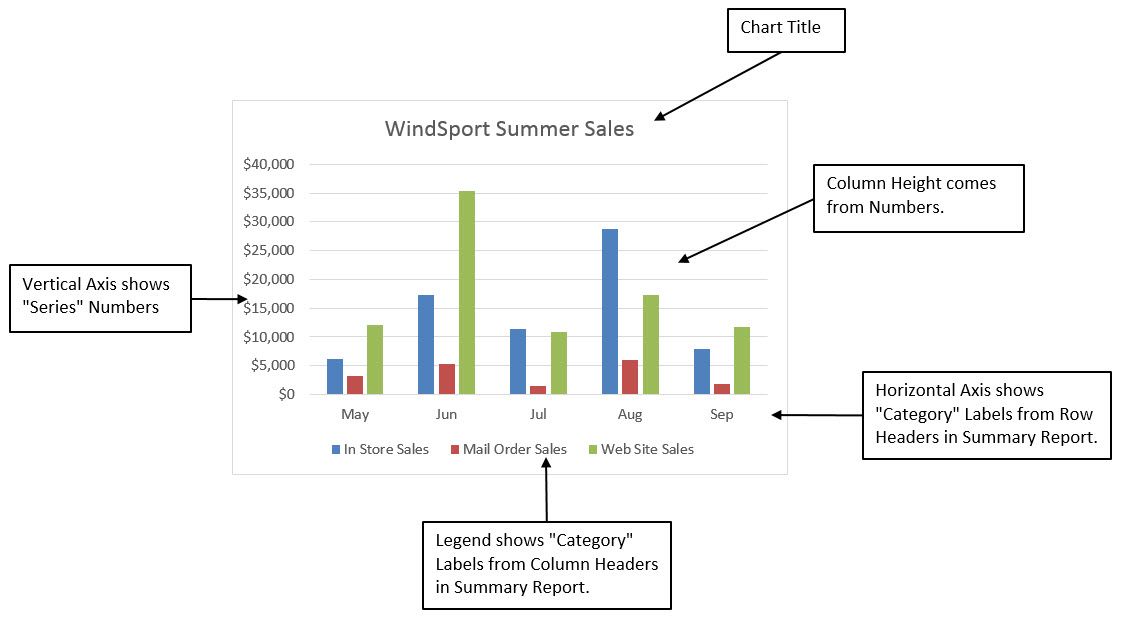 Chart Title
WindSport Summer Sales
$40,000
$35,000
$30,000
$25,000
$20,000
$15,000
$10,000
$5,000
$0
May Jun Jul Aug Sep
In Store Sales Mail Order Sales Web Site Sales
Column Height comes
from Numbers.
Vertical Axis shows
"Series" Numbers
Horizontal Axis shows
"Category" Labels from Row
Headers in Summary Report.
Legend shows "Category"
Labels from Column Headers
in Summary Report.